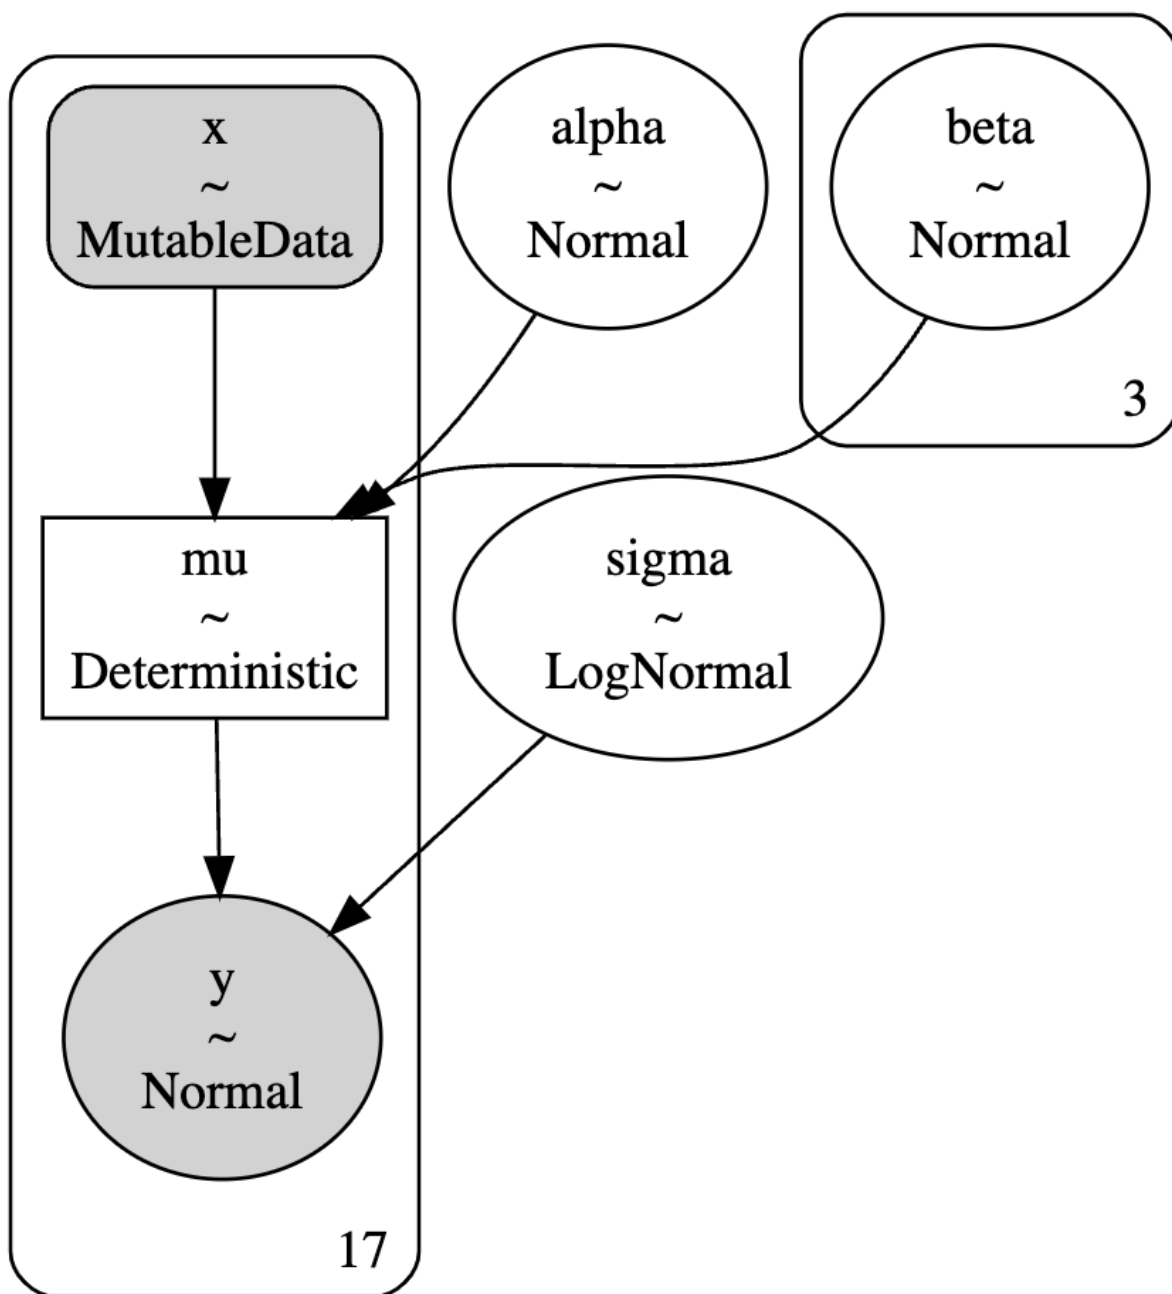 x
~
MutableData
alpha
~
Normal
beta
~
Normal
3
mu
~
Deterministic
sigma
~
LogNormal
y
~
Normal
17